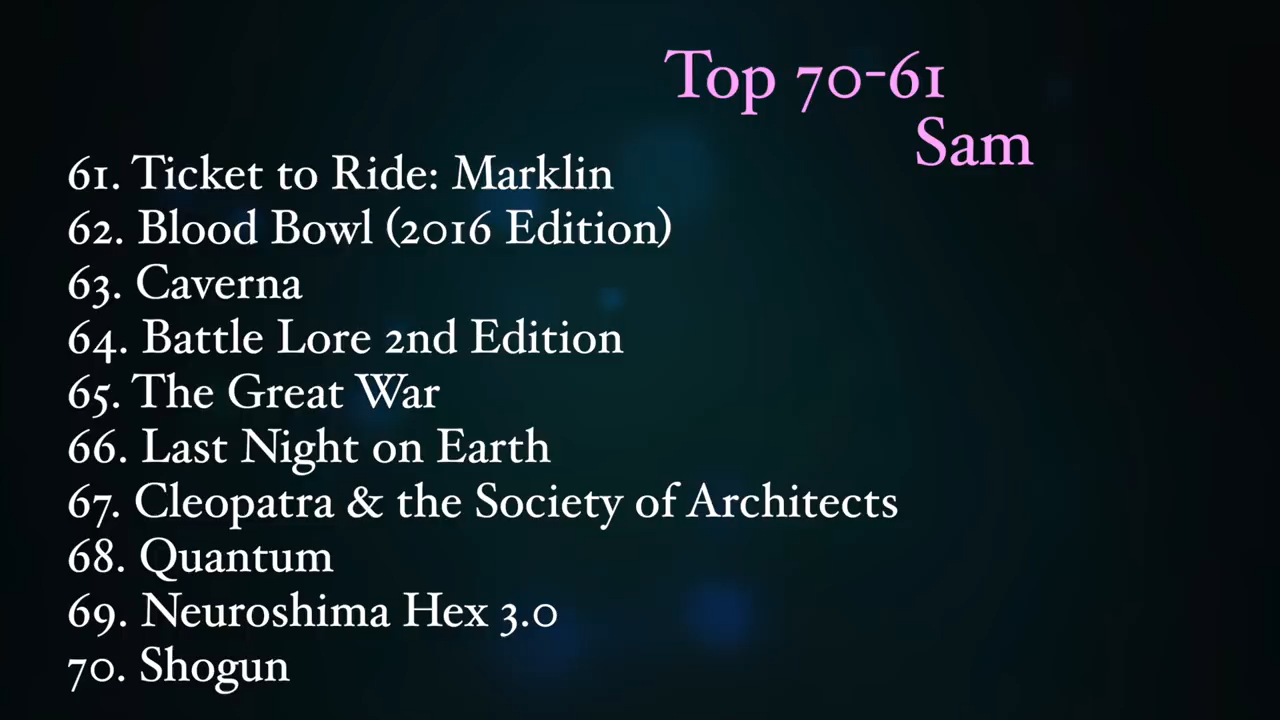 Top 70-61
Sam
61. Ticket to Ride: Marklin
62. Blood Bowl (2016 Edition)
63. Caverna
64. Battle Lore 2nd Edition
65. The Great War
66. Last Night on Earth
67. Cleopatra & the Society of Architects
68. Quantum
69. Neuroshima Hex 3.0
70. Shogun